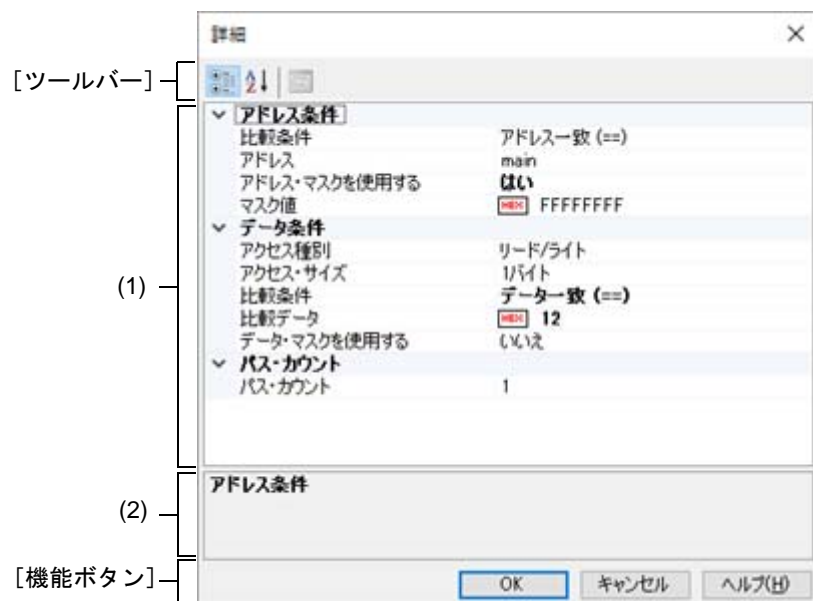 詳細
[ツールバー]
(1)
アドレス条件
比較条件 アドレス一致 (==)
アドレス main
アドレス・マスクを使用する はい
マスク値 HEX FFFFFFFF
データ条件
アクセス種別 リード/ライト
アクセス・サイズ 1バイト
比較条件 データ一致 (==)
比較データ HEX 12
データ・マスクを使用する いいえ
パス・カウント
パス・カウント 1
(2)
アドレス条件
[機能ボタン]
OK キャンセル ヘルプ(H)